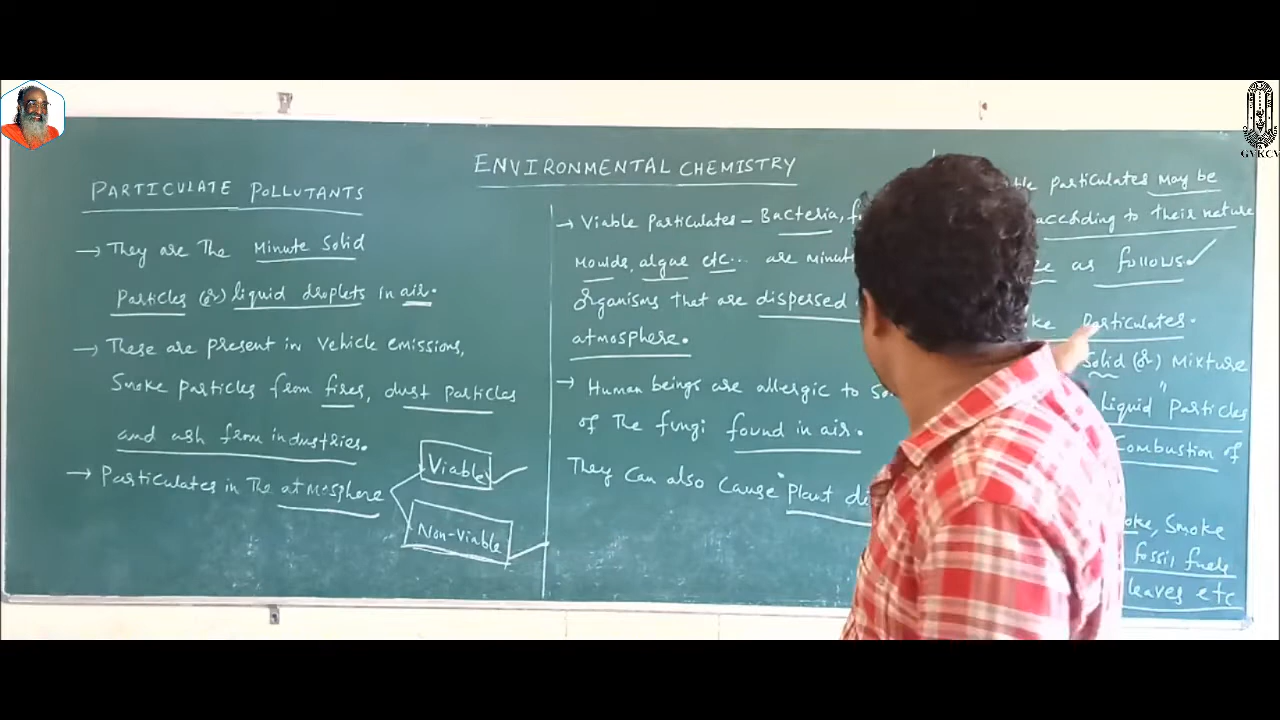 ENVIRONMENTAL CHEMISTRY
PARTICULATE POLLUTANTS
→ They are The Minute Solid
Particles (or) liquid droplets in air.
→ These are present in Vehicle emissions,
Smoke particles from fires, dust particles
and ash from industries.
→ Particulates in The atmosphere
Viable
Non-Viable
→ Viable Particulates - Bacteria,
Moulds, algae etc... are minute
Organisms that are dispersed
atmosphere.
→ Human beings are allergic to
of The fungi found in air.
They can also cause "plant
particulates may be
according to their nature
as follows.
Particulates.
Solid (or) Mixture
liquid Particles
Combustion of
Smoke
fossil fuels
leaves etc
GVKCV